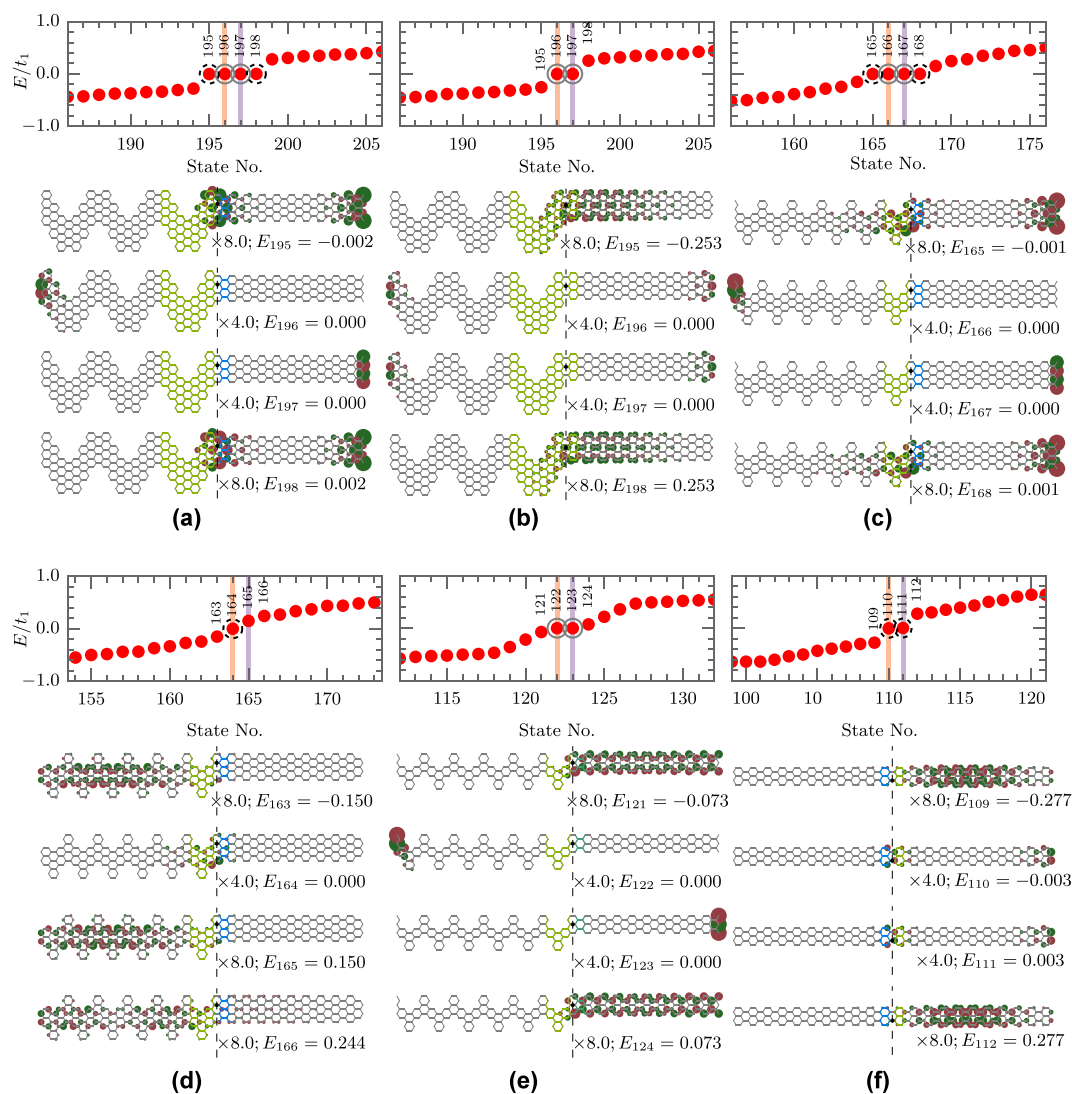 1.0
0.0
−1.0
E/t1
195
196
197
198
190
195
200
205
State No.
×8.0; E195 = −0.002
×4.0; E196 = 0.000
×4.0; E197 = 0.000
×8.0; E198 = 0.002
(a)
195
196
197
198
190
195
200
205
State No.
×8.0; E195 = −0.253
×4.0; E196 = 0.000
×4.0; E197 = 0.000
×8.0; E198 = 0.253
(b)
165
166
167
168
160
165
170
175
State No.
×8.0; E165 = −0.001
×4.0; E166 = 0.000
×4.0; E167 = 0.000
×8.0; E168 = 0.001
(c)
1.0
0.0
−1.0
E/t1
163
164
165
166
155
160
165
170
State No.
×8.0; E163 = −0.150
×4.0; E164 = 0.000
×8.0; E165 = 0.150
×8.0; E166 = 0.244
(d)
121
122
123
124
115
120
125
130
State No.
×8.0; E121 = −0.073
×4.0; E122 = 0.000
×4.0; E123 = 0.000
×8.0; E124 = 0.073
(e)
109
110
111
112
100
10
110
115
120
State No.
×8.0; E109 = −0.277
×4.0; E110 = −0.003
×4.0; E111 = 0.003
×8.0; E112 = 0.277
(f)